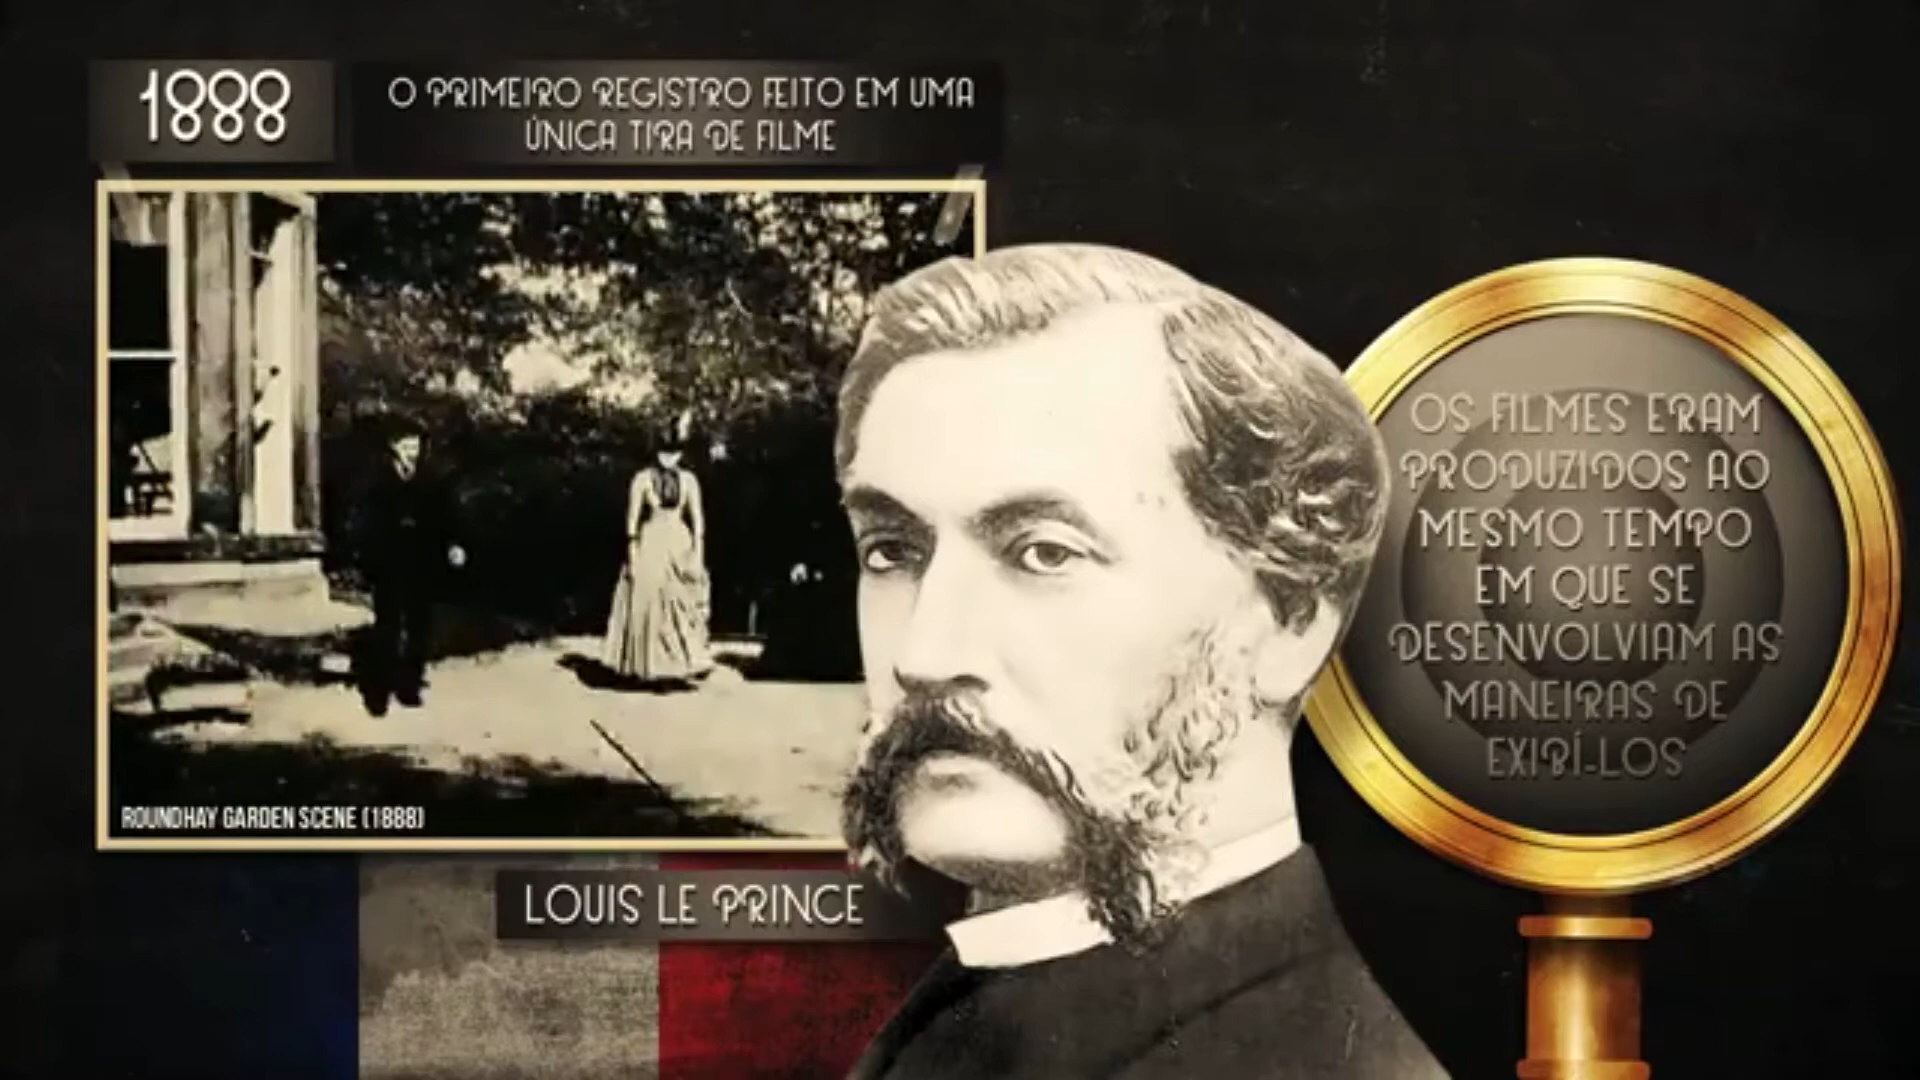 1888
O PRIMEIRO REGISTRO FEITO EM UMA
ÚNICA TIRA DE FILME
ROUNDHAY GARDEN SCENE (1888)
LOUIS LE PRINCE
OS FILMES ERAM
PRODUZIDOS AO
MESMO TEMPO
EM QUE SE
DESENVOLVIAM AS
MANEIRAS DE
EXIBÍ-LOS